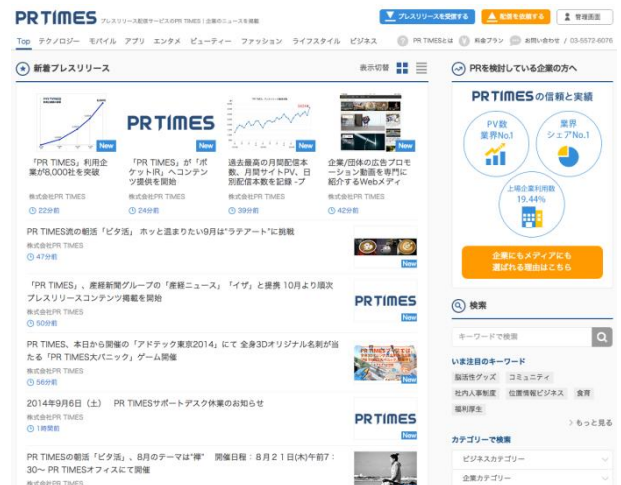 PRTIMES プレスリリース配信サービスのPR TIMES｜企業のニュースを掲載
プレスリリースを受信する 配信を依頼する 管理画面
Top テクノロジー モバイル アプリ エンタメ ビューティー ファッション ライフスタイル ビジネス PR TIMESとは 料金プラン お問い合わせ / 03-5572-6076
新着プレスリリース 表示切替
New
PRTIMES
New
New
New
「PR TIMES」利用企業が8,000社を突破
株式会社PR TIMES
22分前
「PR TIMES」が「ポケットiR」へコンテンツ提供を開始
株式会社PR TIMES
24分前
過去最高の月間配信本数、月間サイトPV、日別配信本数を記録 -プ
株式会社PR TIMES
39分前
企業/団体の広告プロモーション動画を専門に紹介するWebメディ
株式会社PR TIMES
42分前
PR TIMES流の朝活「ピタ活」 ホッと温まりたい9月は“ラテアート”に挑戦
株式会社PR TIMES
47分前
New
「PR TIMES」、産経新聞グループの「産経ニュース」「イザ」と提携 10月より順次
プレスリリースコンテンツ掲載を開始
株式会社PR TIMES
50分前
PRTIMES
New
PR TIMES、本日から開催の「アドテック東京2014」にて 全身3Dオリジナル名刺が当
たる「PR TIMES大パニック」ゲーム開催
株式会社PR TIMES
56分前
New
2014年9月6日（土） PR TIMESサポートデスク休業のお知らせ
株式会社PR TIMES
1時間前
PRTIMES
New
PR TIMESの朝活「ピタ活」、8月のテーマは“禅” 開催日程：８月２１日(木)午前7：
30～ PR TIMESオフィスにて開催
株式会社PR TIMES
PRを検討している企業の方へ
PRTIMESの信頼と実績
PV数
業界No.1
業界
シェアNo.1
上場企業利用数
19.44%
企業にもメディアにも
選ばれる理由はこちら
検索
キーワードで検索
いま注目のキーワード
脳活性グッズ コミュニティ
社内人事制度 位置情報ビジネス 食育
福利厚生
もっと見る
カテゴリーで検索
ビジネスカテゴリー
企業カテゴリー